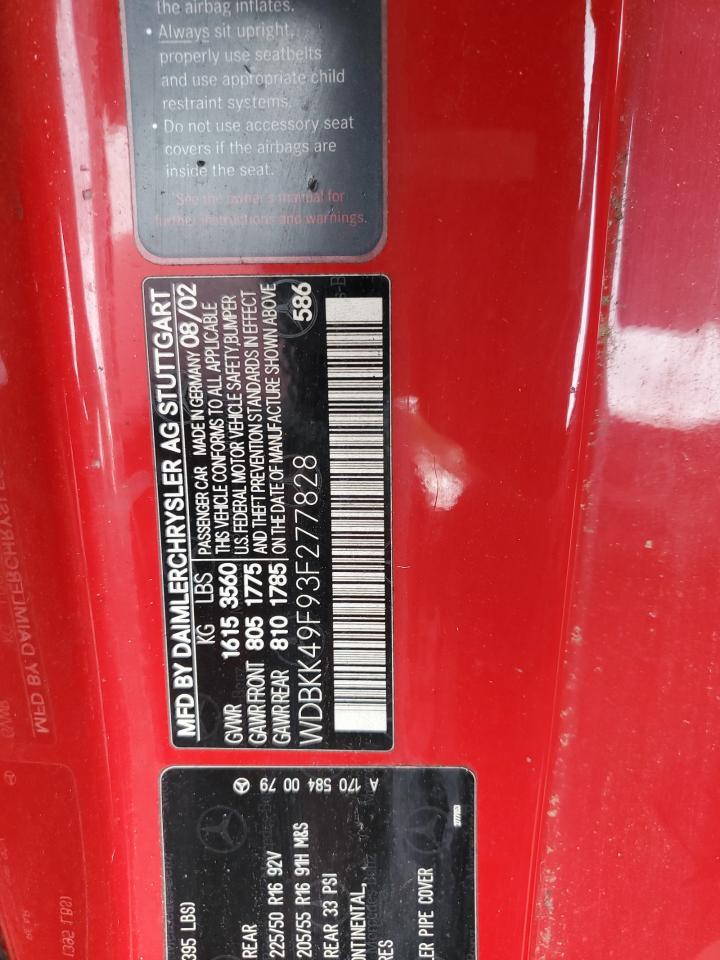 the airbag inflates.
• Always sit upright,
properly use seatbelts
and use appropriate child
restraint systems.
• Do not use accessory seat
covers if the airbags are
inside the seat.
See the owner's manual for
further instructions and warnings.
MFD BY DAIMLERCHRYSLER AG STUTTGART
KG LBS PASSENGER CAR MADE IN GERMANY 08/02
GVWR 1615 3560 THIS VEHICLE CONFORMS TO ALL APPLICABLE
U.S. FEDERAL MOTOR VEHICLE SAFETY, BUMPER
GAWR FRONT 805 1775 AND THEFT PREVENTION STANDARDS IN EFFECT
GAWR REAR 810 1785 ON THE DATE OF MANUFACTURE SHOWN ABOVE
WDBKK49F93F277828 586
A 170 584 00 79
395 LBS)
REAR
225/50 R16 92V
205/55 R16 91H M&S
REAR 33 PSI
ONTINENTAL,
RES
LER PIPE COVER